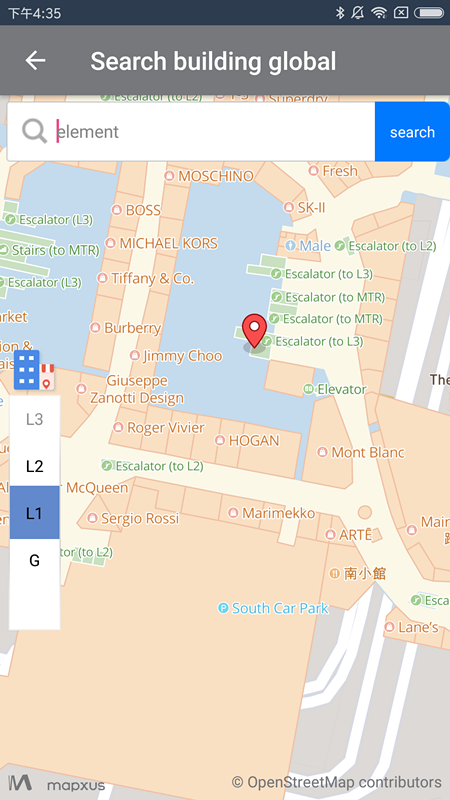 下午4:35
Search building global
Escalator (to L2)
Superdry
element
search
MOSCHINO
Fresh
BOSS
SK-II
Escalator (L3)
MICHAEL KORS
Male
Escalator (to L2)
Stairs (to MTR)
Tiffany & Co.
Escalator (to L3)
Escalator (L3)
Escalator (to MTR)
arket
Burberry
Escalator (to MTR)
Escalator (to L3)
Jimmy Choo
Giuseppe
Zanotti Design
Elevator
The
L3
Roger Vivier
HOGAN
L2
Escalator (to L2)
Mont Blanc
McQueen
L1
Sergio Rossi
Marimekko
ARTĒ
Main
G
tor (to L2)
南小館
Esca
South Car Park
Lane's
mapxus
© OpenStreetMap contributors